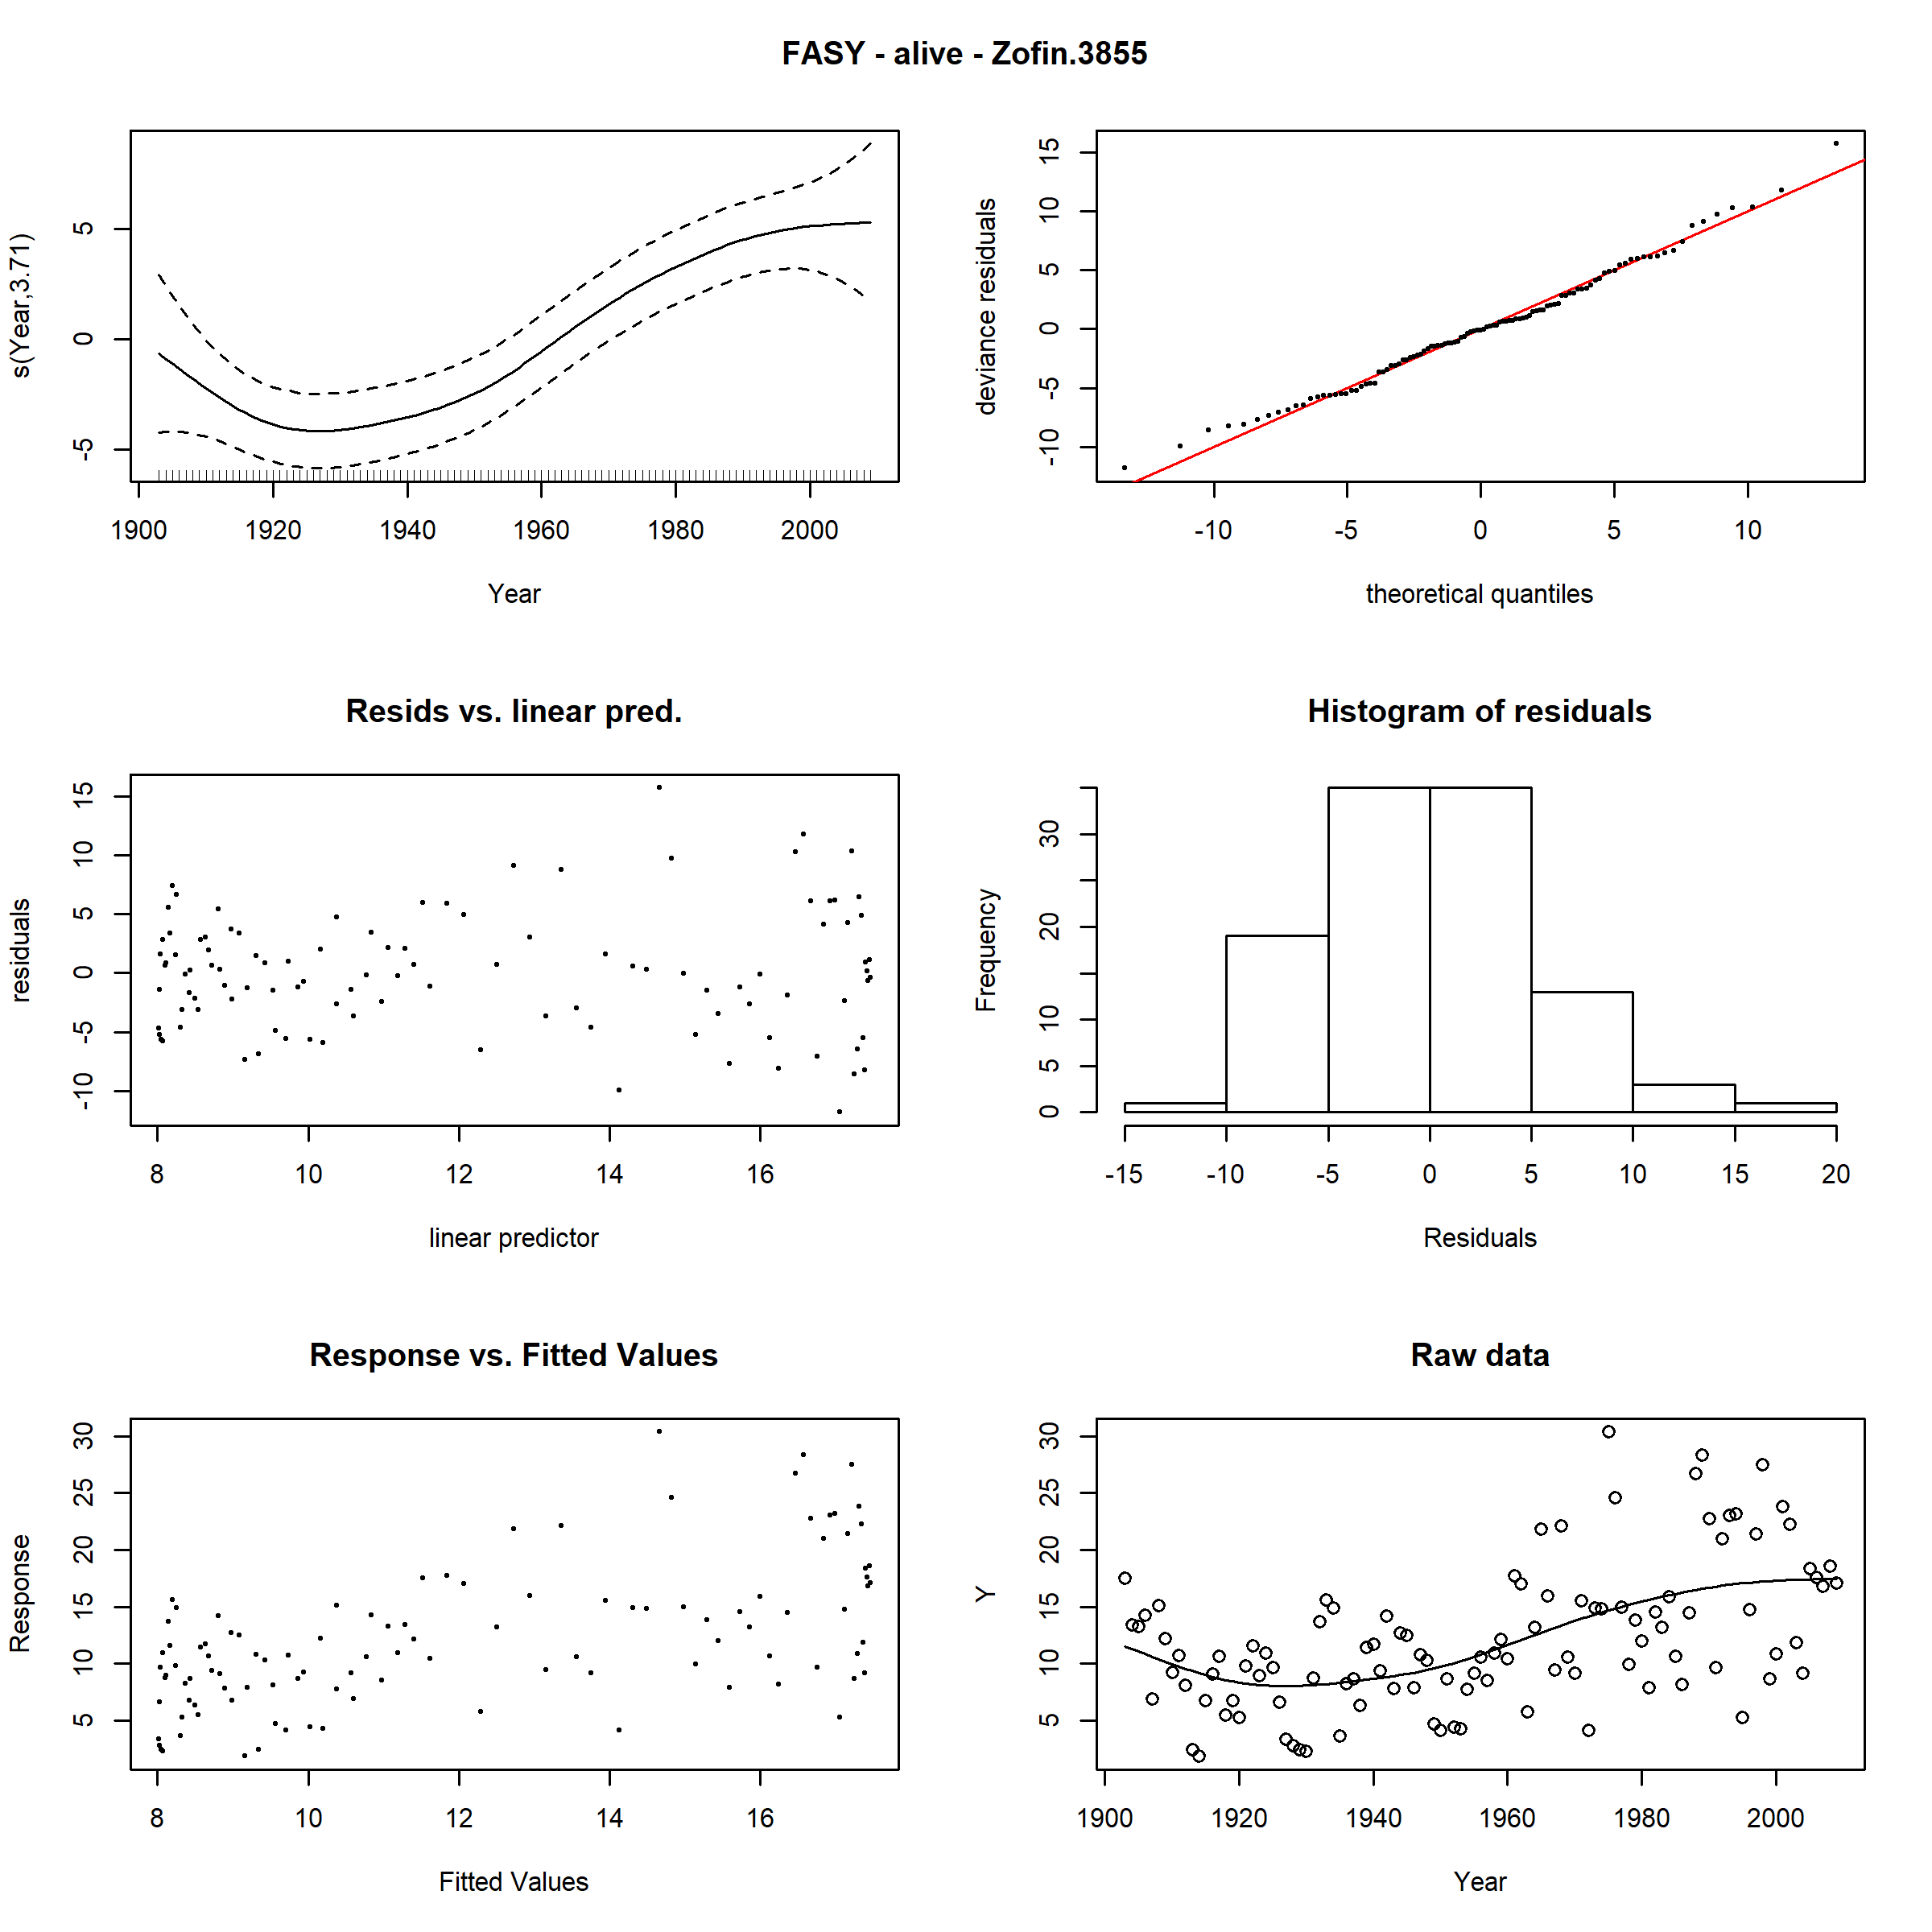 FASY - alive - Zofin.3855
s(Year,3.71)
5
0
-5
1900 1920 1940 1960 1980 2000
Year
deviance residuals
15
10
5
0
-5
-10
-10 -5 0 5 10
theoretical quantiles
Resids vs. linear pred.
residuals
15
10
5
0
-5
-10
8 10 12 14 16
linear predictor
Histogram of residuals
Frequency
30
20
10
5
0
-15 -10 -5 0 5 10 15 20
Residuals
Response vs. Fitted Values
Response
30
25
20
15
10
5
8 10 12 14 16
Fitted Values
Raw data
Y
30
25
20
15
10
5
1900 1920 1940 1960 1980 2000
Year